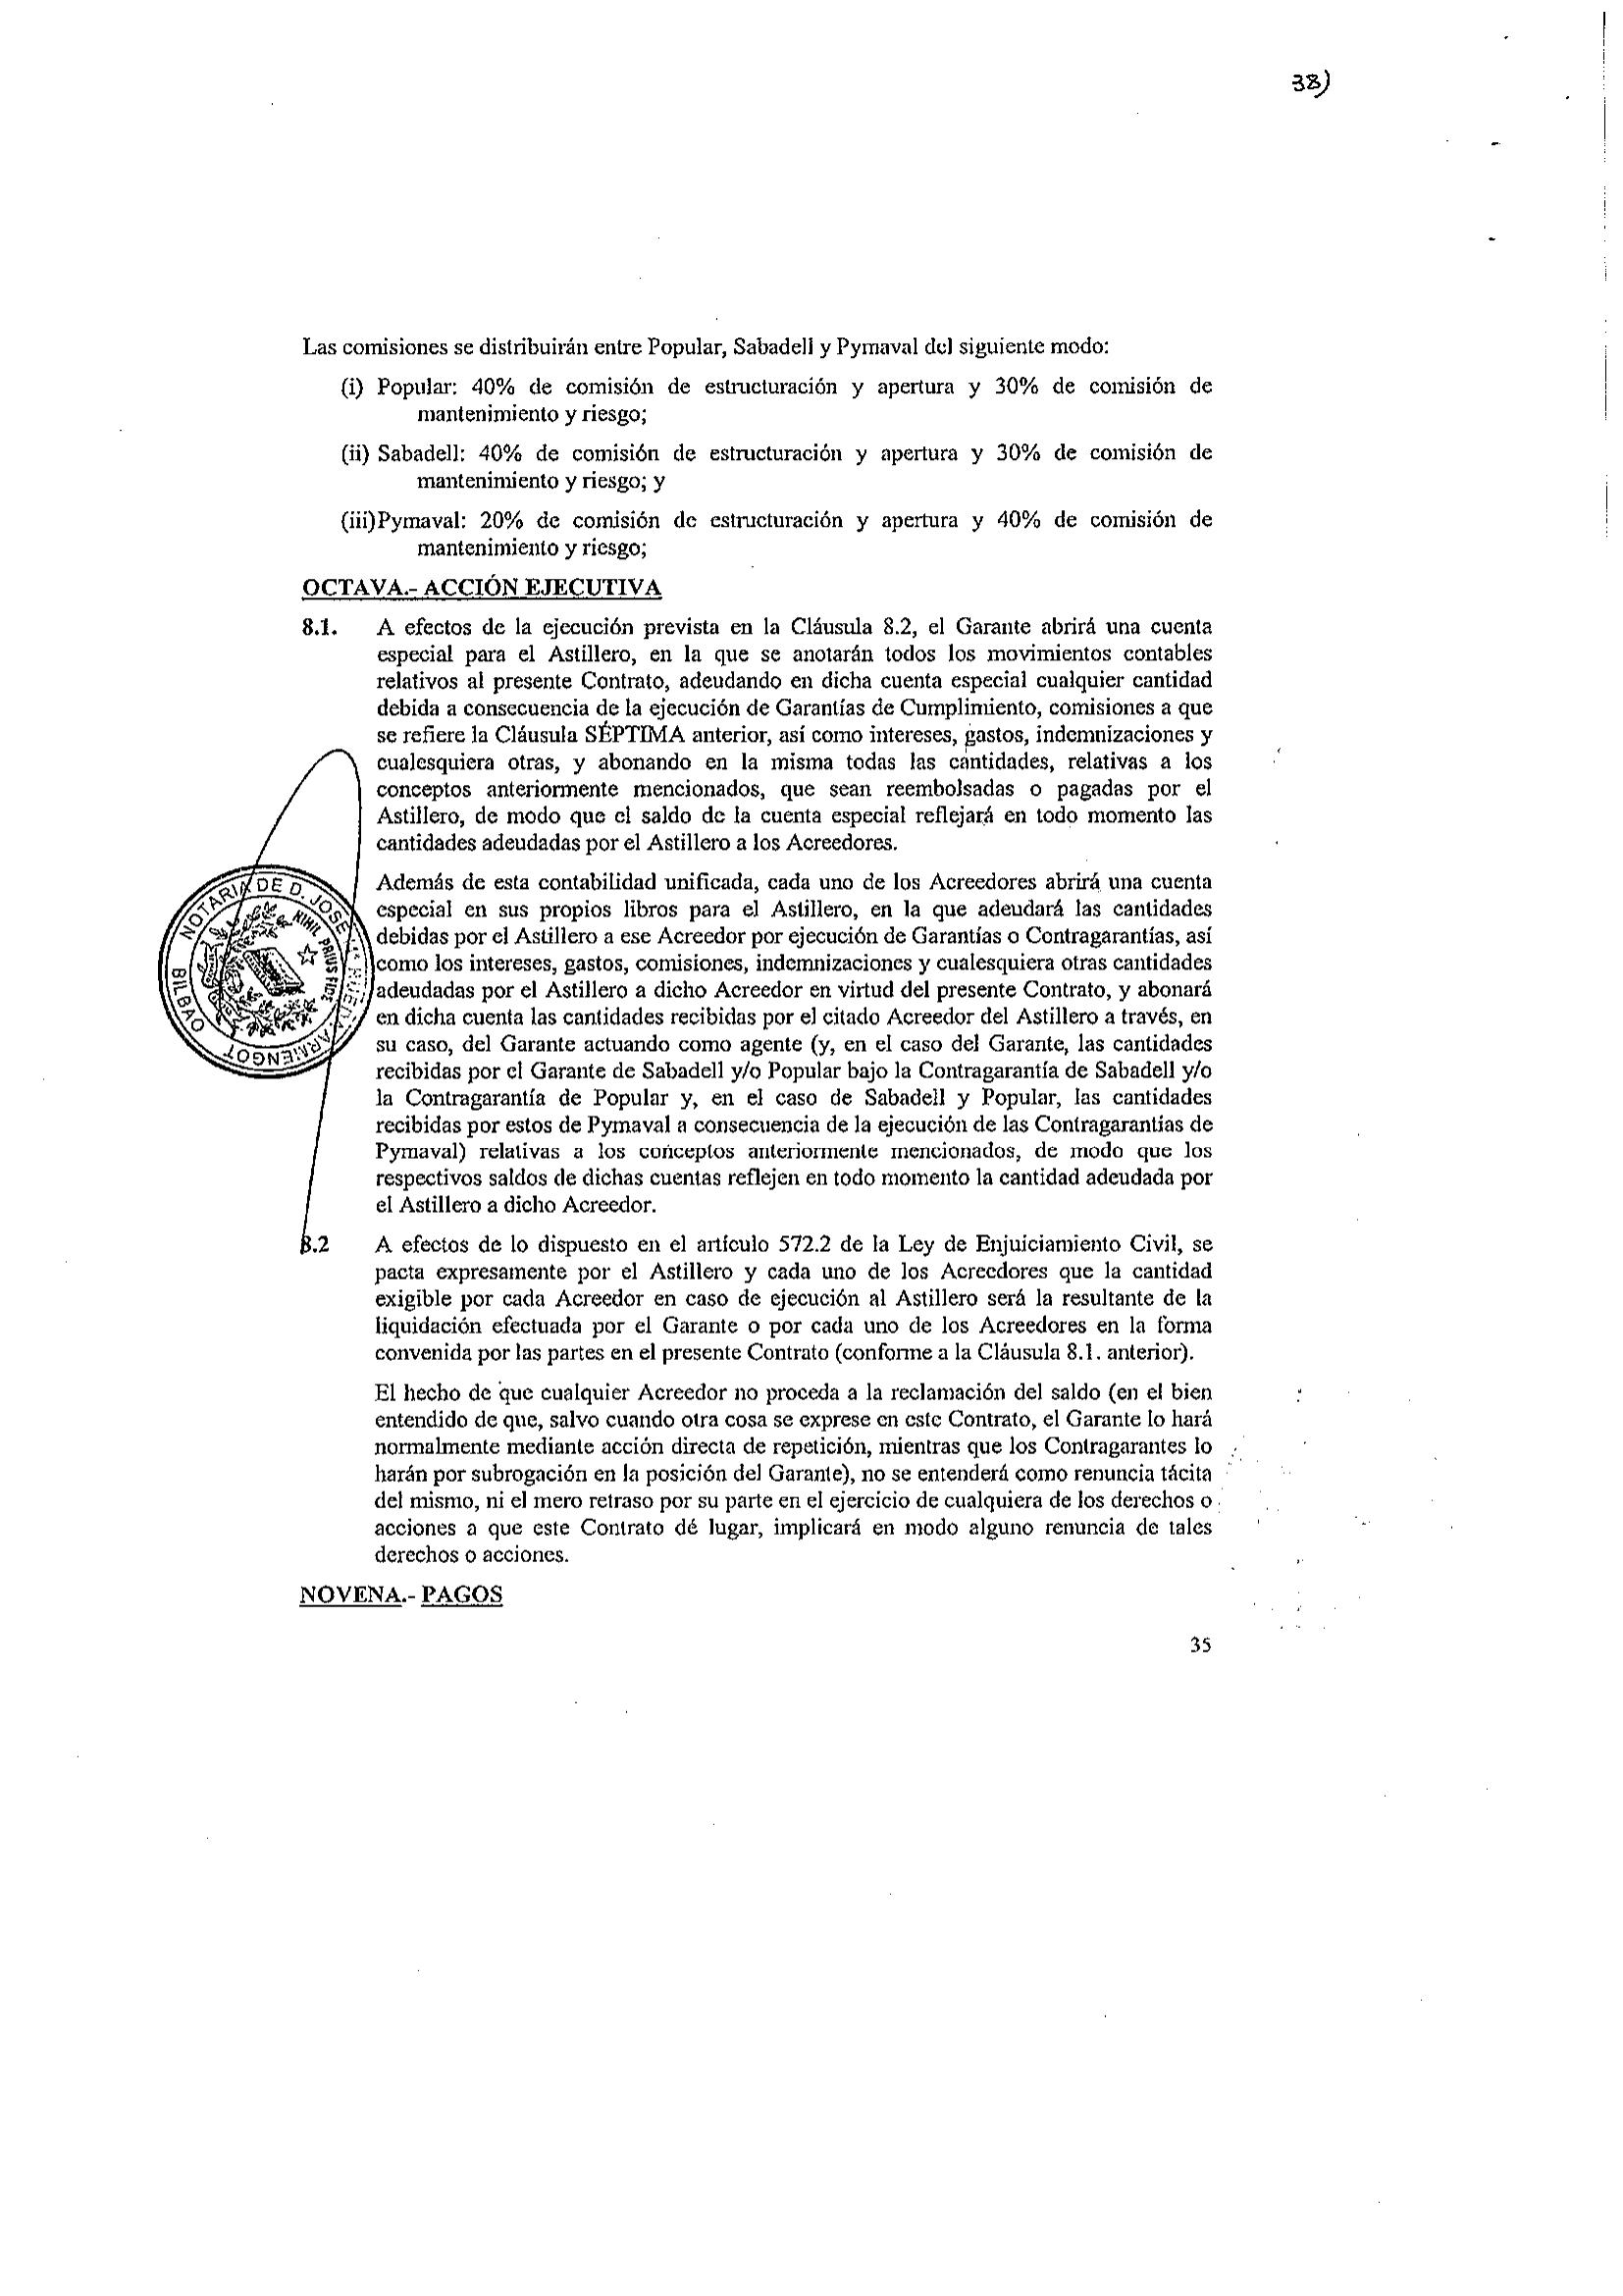 38)
Las comisiones se distribuirán entre Popular, Sabadell y Pymaval del siguiente modo:
(i) Popular: 40% de comisión de estructuración y apertura y 30% de comisión de
mantenimiento y riesgo;
(ii) Sabadell: 40% de comisión de estructuración y apertura y 30% de comisión de
mantenimiento y riesgo; y
(iii)Pymaval: 20% de comisión de estructuración y apertura y 40% de comisión de
mantenimiento y riesgo;
OCTAVA.- ACCIÓN EJECUTIVA
8.1. A efectos de la ejecución prevista en la Cláusula 8.2, el Garante abrirá una cuenta
especial para el Astillero, en la que se anotarán todos los movimientos contables
relativos al presente Contrato, adeudando en dicha cuenta especial cualquier cantidad
debida a consecuencia de la ejecución de Garantías de Cumplimiento, comisiones a que
se refiere la Cláusula SÉPTIMA anterior, así como intereses, gastos, indemnizaciones y
cualesquiera otras, y abonando en la misma todas las cantidades, relativas a los
conceptos anteriormente mencionados, que sean reembolsadas o pagadas por el
Astillero, de modo que el saldo de la cuenta especial reflejará en todo momento las
cantidades adeudadas por el Astillero a los Acreedores.
Además de esta contabilidad unificada, cada uno de los Acreedores abrirá una cuenta
especial en sus propios libros para el Astillero, en la que adeudará las cantidades
debidas por el Astillero a ese Acreedor por ejecución de Garantías o Contragarantías, así
como los intereses, gastos, comisiones, indemnizaciones y cualesquiera otras cantidades
adeudadas por el Astillero a dicho Acreedor en virtud del presente Contrato, y abonará
en dicha cuenta las cantidades recibidas por el citado Acreedor del Astillero a través, en
su caso, del Garante actuando como agente (y, en el caso del Garante, las cantidades
recibidas por el Garante de Sabadell y/o Popular bajo la Contragarantía de Sabadell y/o
la Contragarantía de Popular y, en el caso de Sabadell y Popular, las cantidades
recibidas por estos de Pymaval a consecuencia de la ejecución de las Contragarantías de
Pymaval) relativas a los conceptos anteriormente mencionados, de modo que los
respectivos saldos de dichas cuentas reflejen en todo momento la cantidad adeudada por
el Astillero a dicho Acreedor.
NOTARIA DE D. JOSE
ARMENGOT
BILBAO
NIHIL PRIUS FIDE
8.2 A efectos de lo dispuesto en el artículo 572.2 de la Ley de Enjuiciamiento Civil, se
pacta expresamente por el Astillero y cada uno de los Acreedores que la cantidad
exigible por cada Acreedor en caso de ejecución al Astillero será la resultante de la
liquidación efectuada por el Garante o por cada uno de los Acreedores en la forma
convenida por las partes en el presente Contrato (conforme a la Cláusula 8.1. anterior).
El hecho de que cualquier Acreedor no proceda a la reclamación del saldo (en el bien
entendido de que, salvo cuando otra cosa se exprese en este Contrato, el Garante lo hará
normalmente mediante acción directa de repetición, mientras que los Contragarantes lo
harán por subrogación en la posición del Garante), no se entenderá como renuncia tácita
del mismo, ni el mero retraso por su parte en el ejercicio de cualquiera de los derechos o
acciones a que este Contrato dé lugar, implicará en modo alguno renuncia de tales
derechos o acciones.
NOVENA.- PAGOS
35